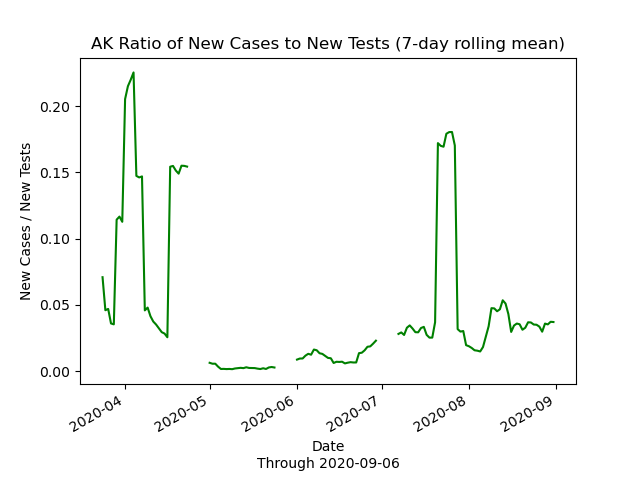 AK Ratio of New Cases to New Tests (7-day rolling mean)
New Cases / New Tests
0.20
0.15
0.10
0.05
0.00
2020-04
2020-05
2020-06
2020-07
2020-08
2020-09
Date
Through 2020-09-06